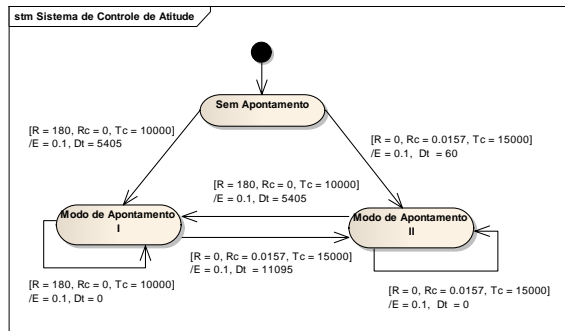 stm Sistema de Controle de Atitude
Sem Apontamento
[R = 180, Rc = 0, Tc = 10000]
/E = 0.1, Dt = 5405
[R = 0, Rc = 0.0157, Tc = 15000]
/E = 0.1, Dt = 60
[R = 180, Rc = 0, Tc = 10000]
/E = 0.1, Dt = 5405
Modo de Apontamento
I
Modo de Apontamento
II
[R = 0, Rc = 0.0157, Tc = 15000]
/E = 0.1, Dt = 11095
[R = 180, Rc = 0, Tc = 10000]
/E = 0.1, Dt = 0
[R = 0, Rc = 0.0157, Tc = 15000]
/E = 0.1, Dt = 0